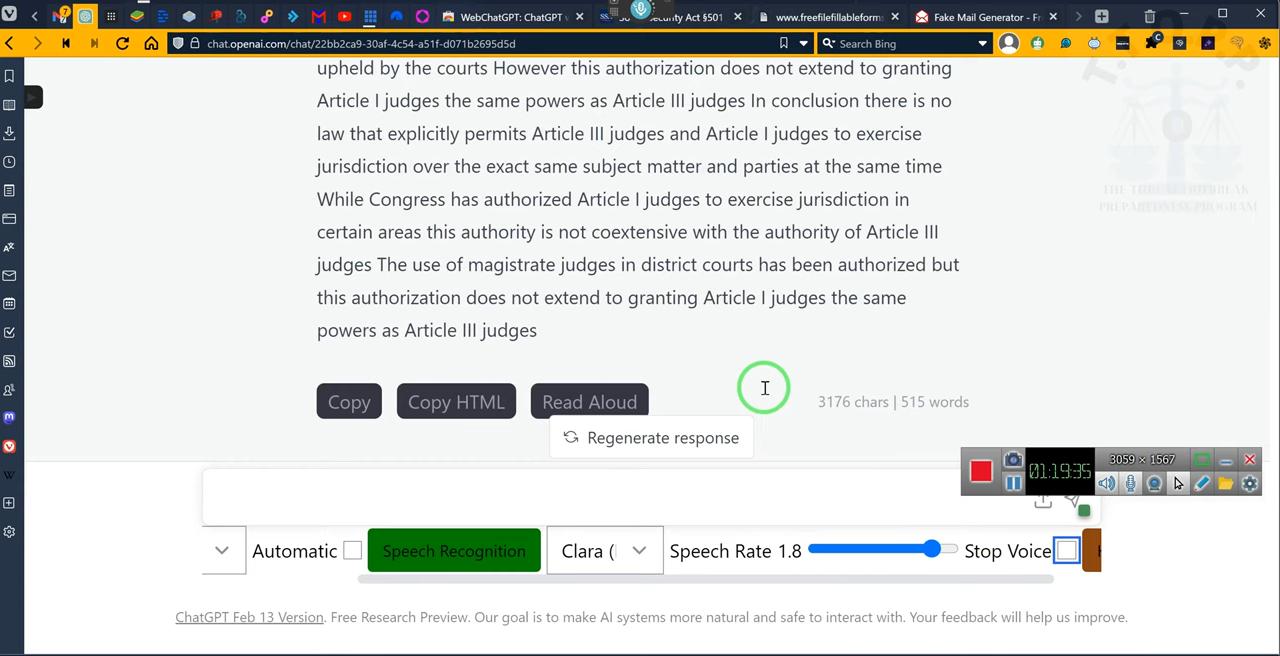 WebChatGPT: ChatGPT w
Security Act §501
www.freefilefillableforms
Fake Mail Generator - Fr
chat.openai.com/chat/22bb2ca9-30af-4c54-a51f-d071b2695d5d
Search Bing
upheld by the courts However this authorization does not extend to granting
Article I judges the same powers as Article III judges In conclusion there is no
law that explicitly permits Article III judges and Article I judges to exercise
jurisdiction over the exact same subject matter and parties at the same time
While Congress has authorized Article I judges to exercise jurisdiction in
certain areas this authority is not coextensive with the authority of Article III
judges The use of magistrate judges in district courts has been authorized but
this authorization does not extend to granting Article I judges the same
powers as Article III judges
THE THREAT OUTBREAK
PREPAREDNESS PROGRAM
Copy
Copy HTML
Read Aloud
3176 chars | 515 words
Regenerate response
3059 × 1567
01:19:35
Automatic
Speech Recognition
Clara (
Speech Rate 1.8
Stop Voice
ChatGPT Feb 13 Version. Free Research Preview. Our goal is to make AI systems more natural and safe to interact with. Your feedback will help us improve.